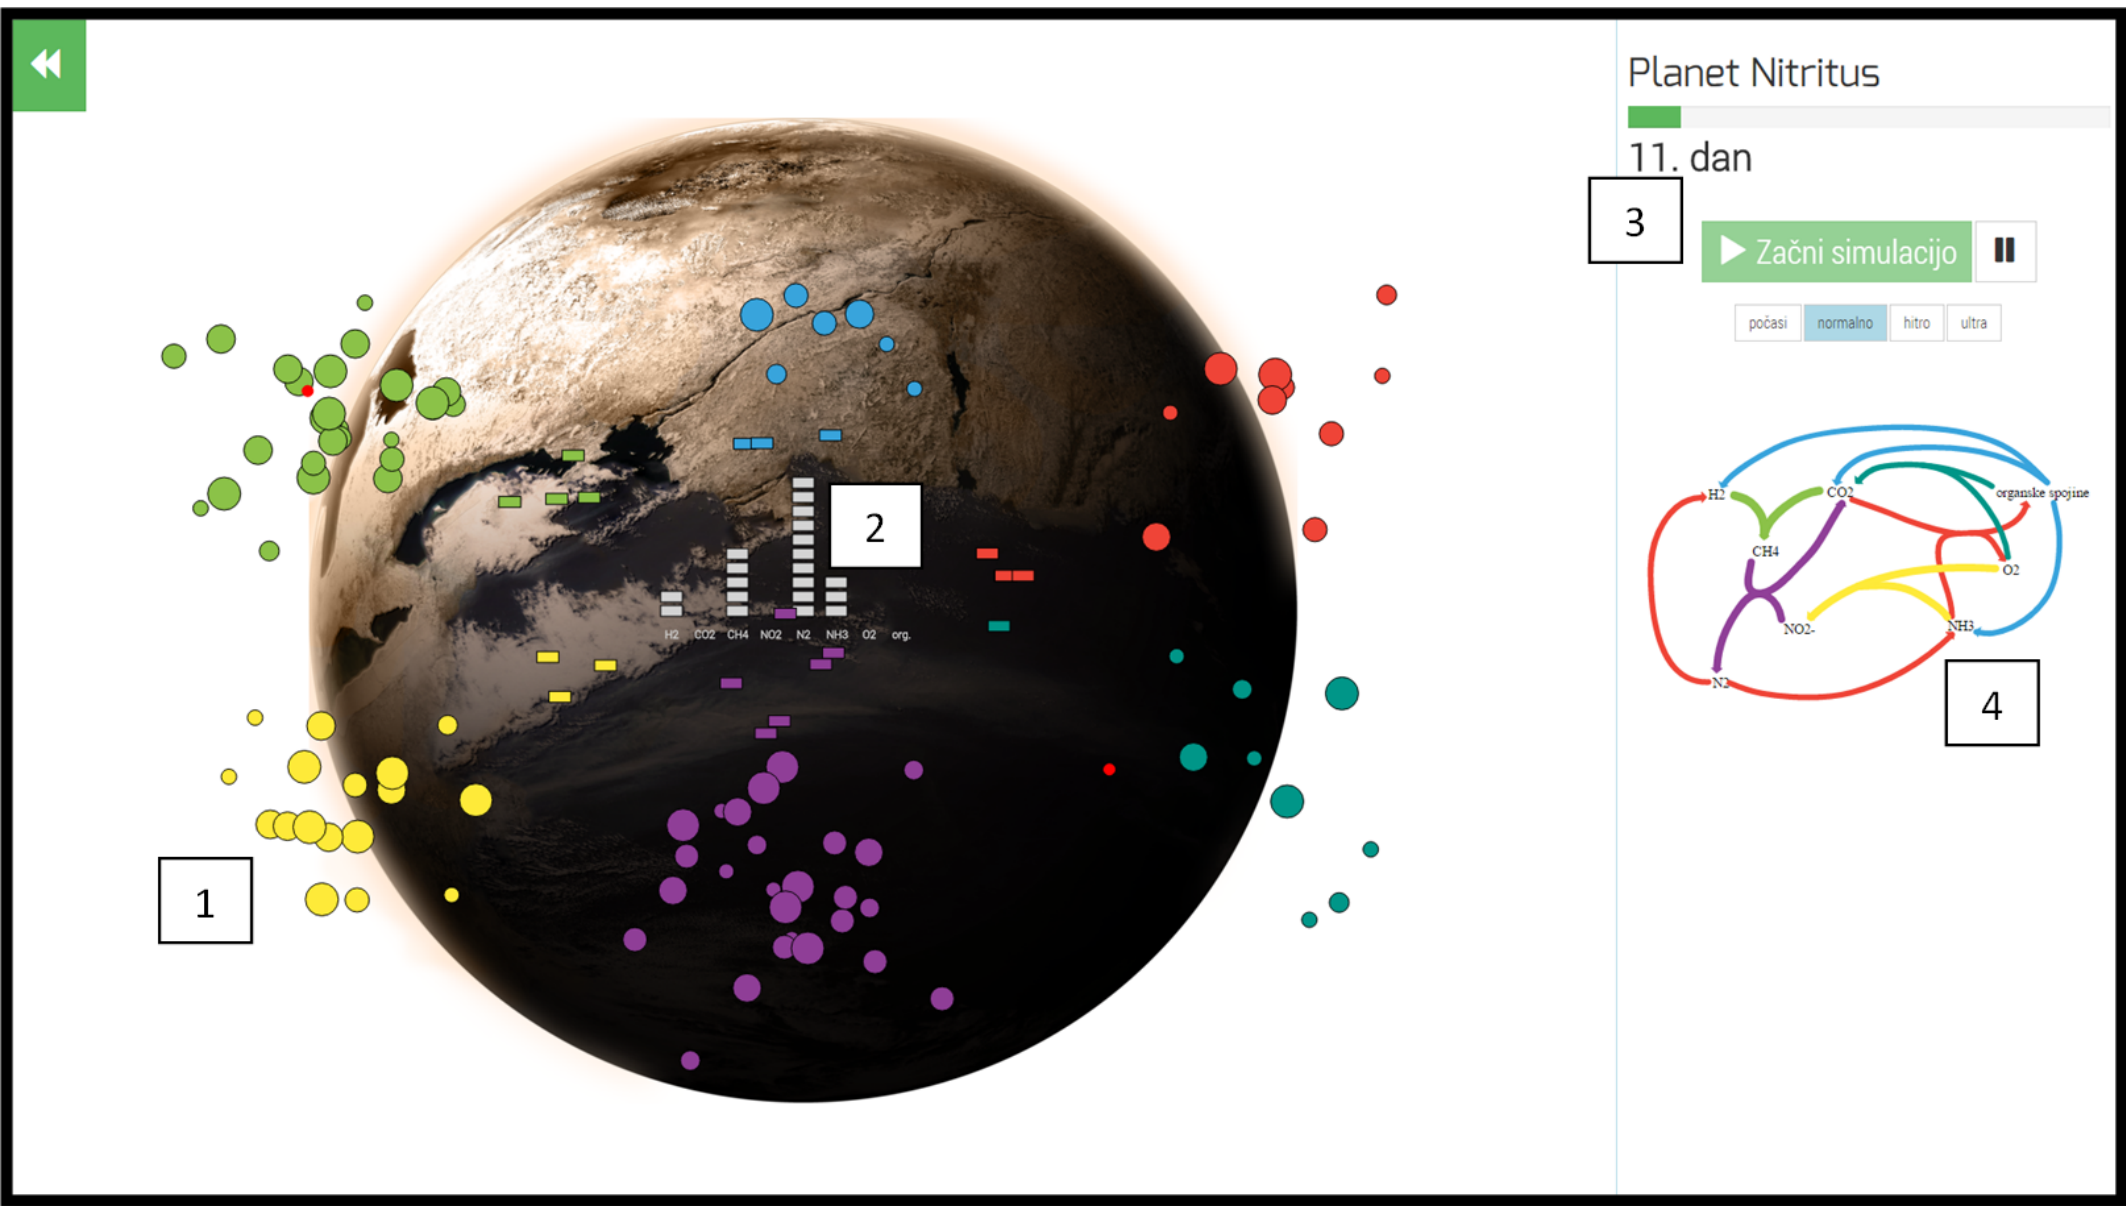 Planet Nitritus
11. dan
3
Začni simulacijo
počasi normalno hitro ultra
2
H2 CO2 CH4 NO2 N2 NH3 O2 org.
H2 CO2 organske spojine
CH4
O2
NO2- NH3
N2
4
1